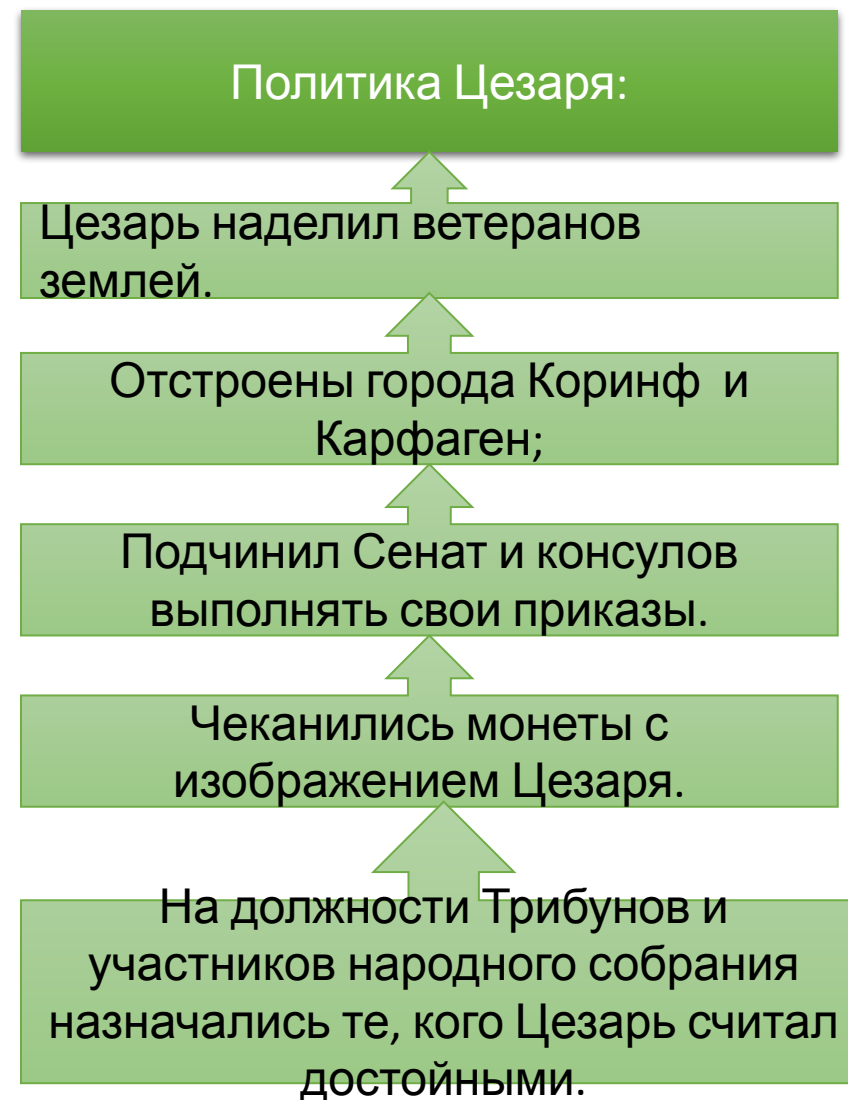 Политика Цезаря:
Цезарь наделил ветеранов
землей.
Отстроены города Коринф и
Карфаген;
Подчинил Сенат и консулов
выполнять свои приказы.
Чеканились монеты с
изображением Цезаря.
На должности Трибунов и
участников народного собрания
назначались те, кого Цезарь считал
достойными.